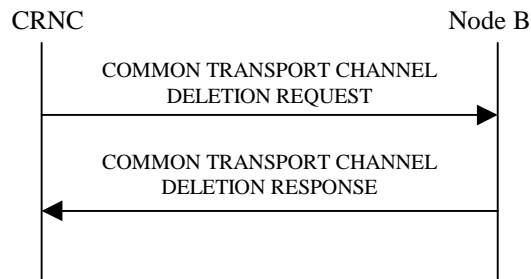 CRNC
Node B
COMMON TRANSPORT CHANNEL
DELETION REQUEST
COMMON TRANSPORT CHANNEL
DELETION RESPONSE